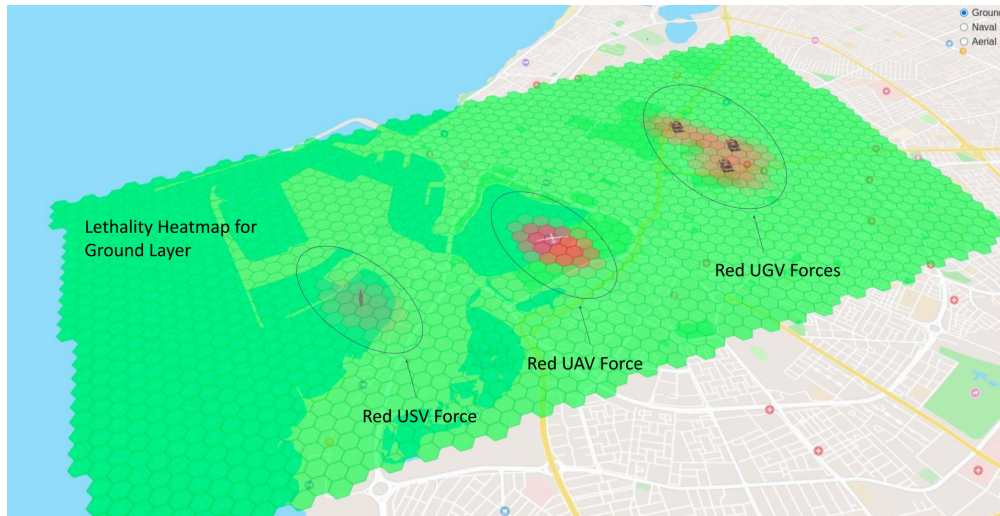 Ground
Naval
Aerial
Lethality Heatmap for
Ground Layer
Red UGV Forces
Red UAV Force
Red USV Force